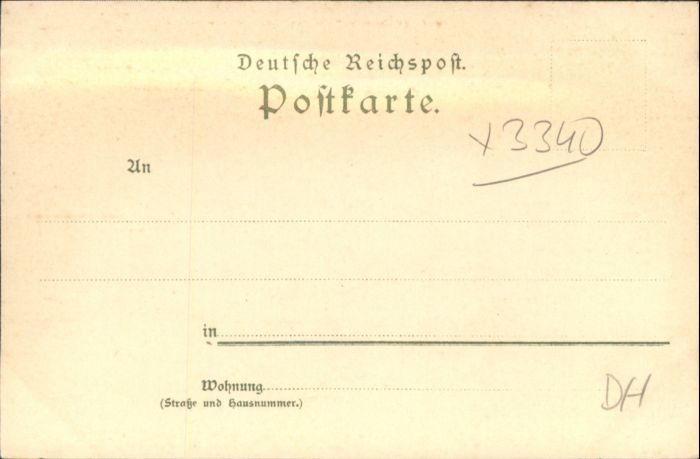 Deutſche Reichspoſt.
Poſtkarte.
x3340
An
in
Wohnung
(Straße und Hausnummer.)
DH